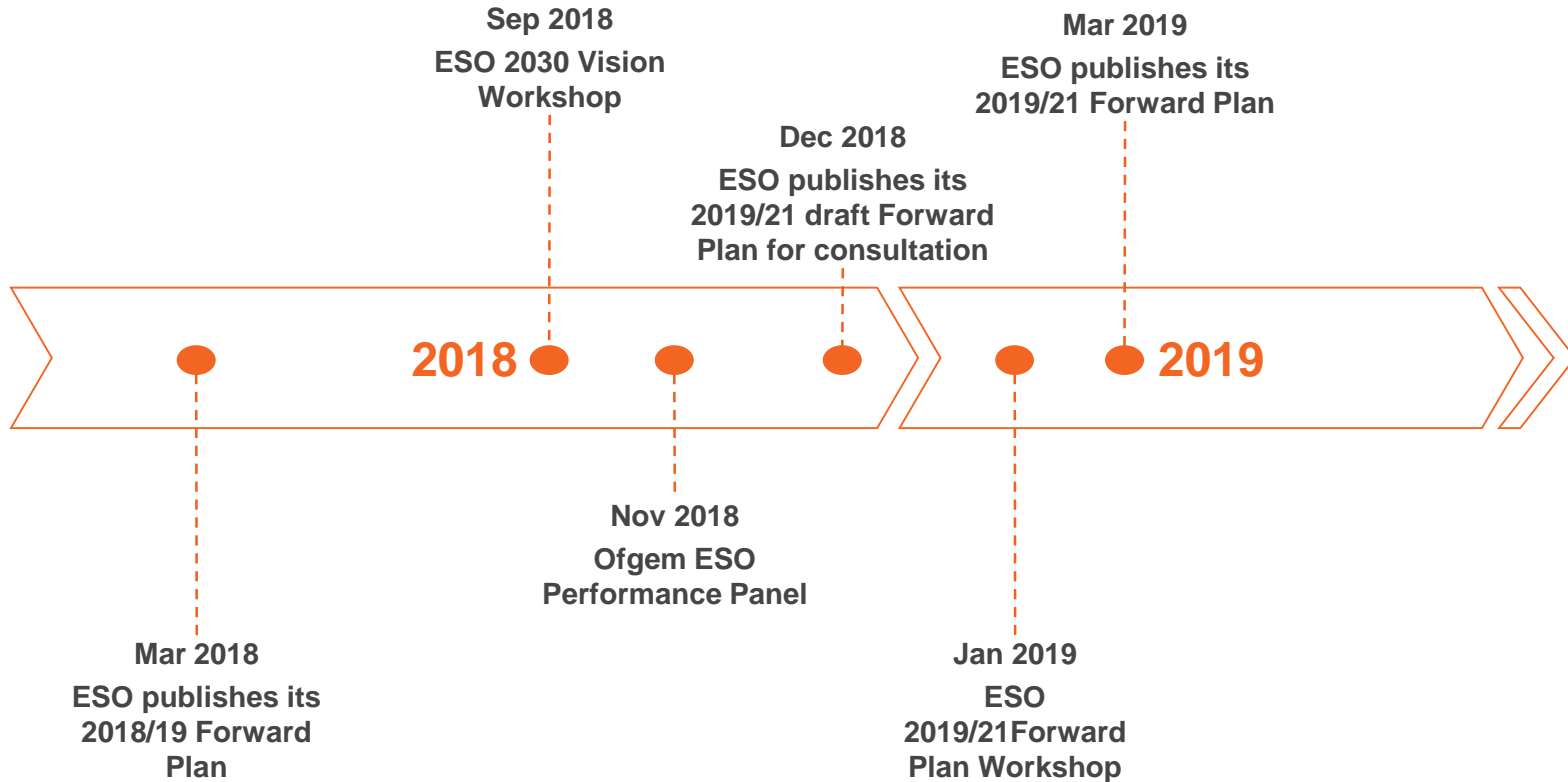 Sep 2018
ESO 2030 Vision
Workshop
Mar 2019
ESO publishes its
2019/21 Forward Plan
Dec 2018
ESO publishes its
2019/21 draft Forward
Plan for consultation
2018
2019
Nov 2018
Ofgem ESO
Performance Panel
Mar 2018
ESO publishes its
2018/19 Forward
Plan
Jan 2019
ESO
2019/21Forward
Plan Workshop